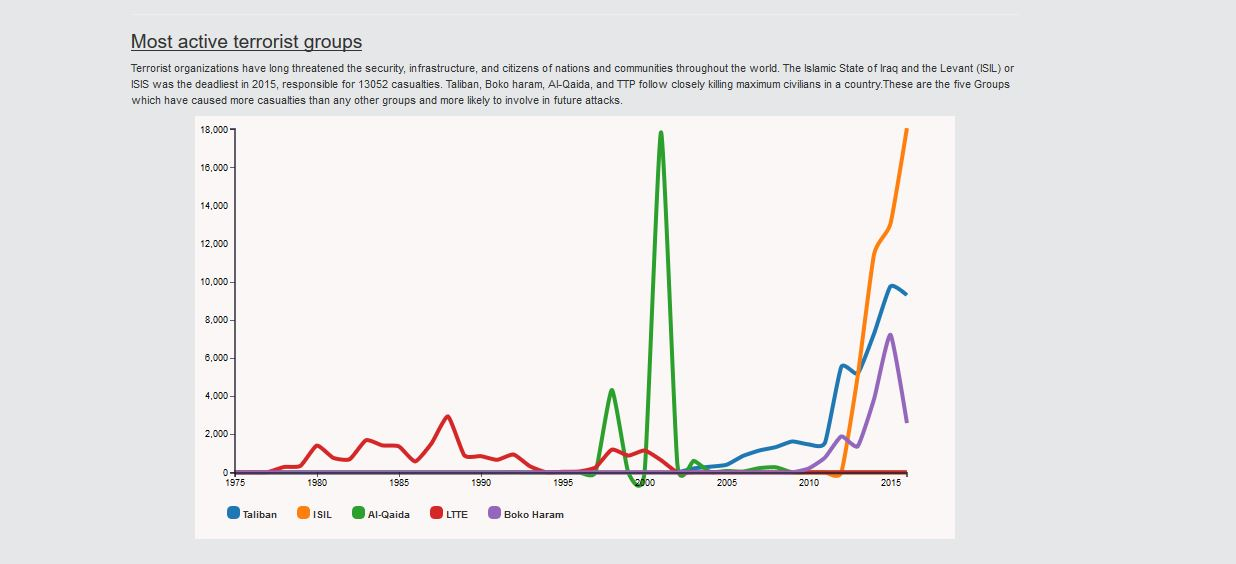 Most active terrorist groups
Terrorist organizations have long threatened the security, infrastructure, and citizens of nations and communities throughout the world. The Islamic State of Iraq and the Levant (ISIL) or
ISIS was the deadliest in 2015, responsible for 13052 casualties. Taliban, Boko haram, Al-Qaida, and TTP follow closely killing maximum civilians in a country.These are the five Groups
which have caused more casualties than any other groups and more likely to involve in future attacks.
18,000
16,000
14,000
12,000
10,000
8,000
6,000
4,000
2,000
0
1975 1980 1985 1990 1995 2000 2005 2010 2015
Taliban ISIL Al-Qaida LTTE Boko Haram